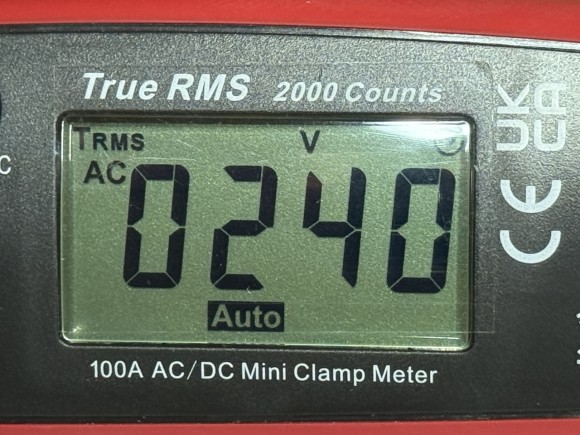 True RMS 2000 Counts
TRMS V
AC 0240
Auto
100A AC/DC Mini Clamp Meter
UK
CA
CE
C